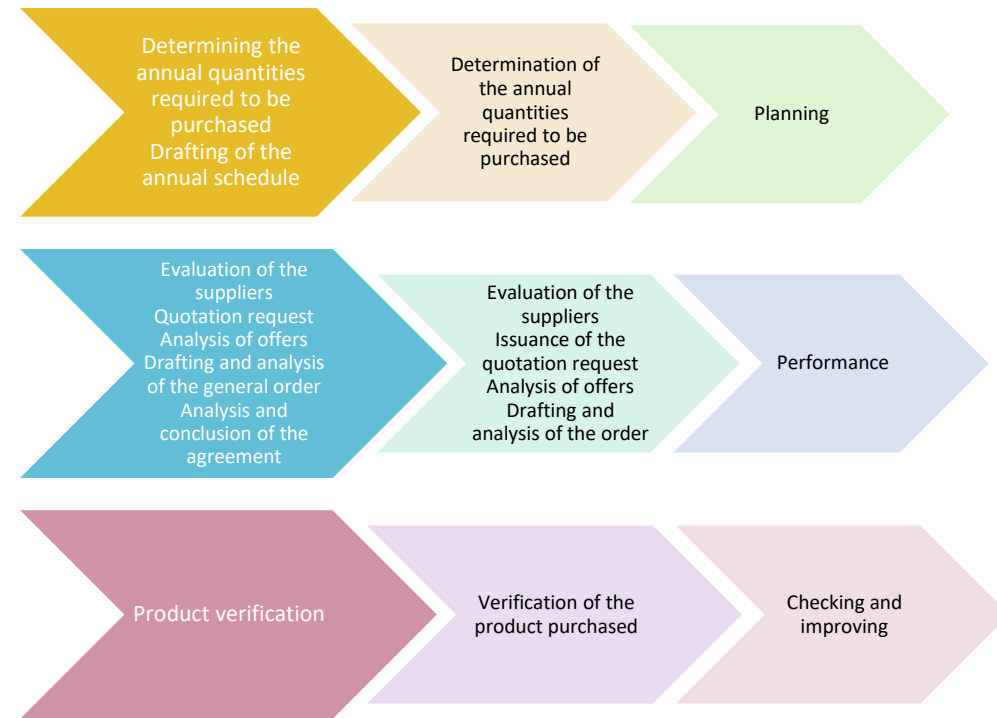 Determining the
annual quantities
required to be
purchased
Drafting of the
annual schedule
Determination of
the annual
quantities
required to be
purchased
Planning
Evaluation of the
suppliers
Quotation request
Analysis of offers
Drafting and analysis
of the general order
Analysis and
conclusion of the
agreement
Evaluation of the
suppliers
Issuance of the
quotation request
Analysis of offers
Drafting and
analysis of the order
Performance
Product verification
Verification of the
product purchased
Checking and
improving